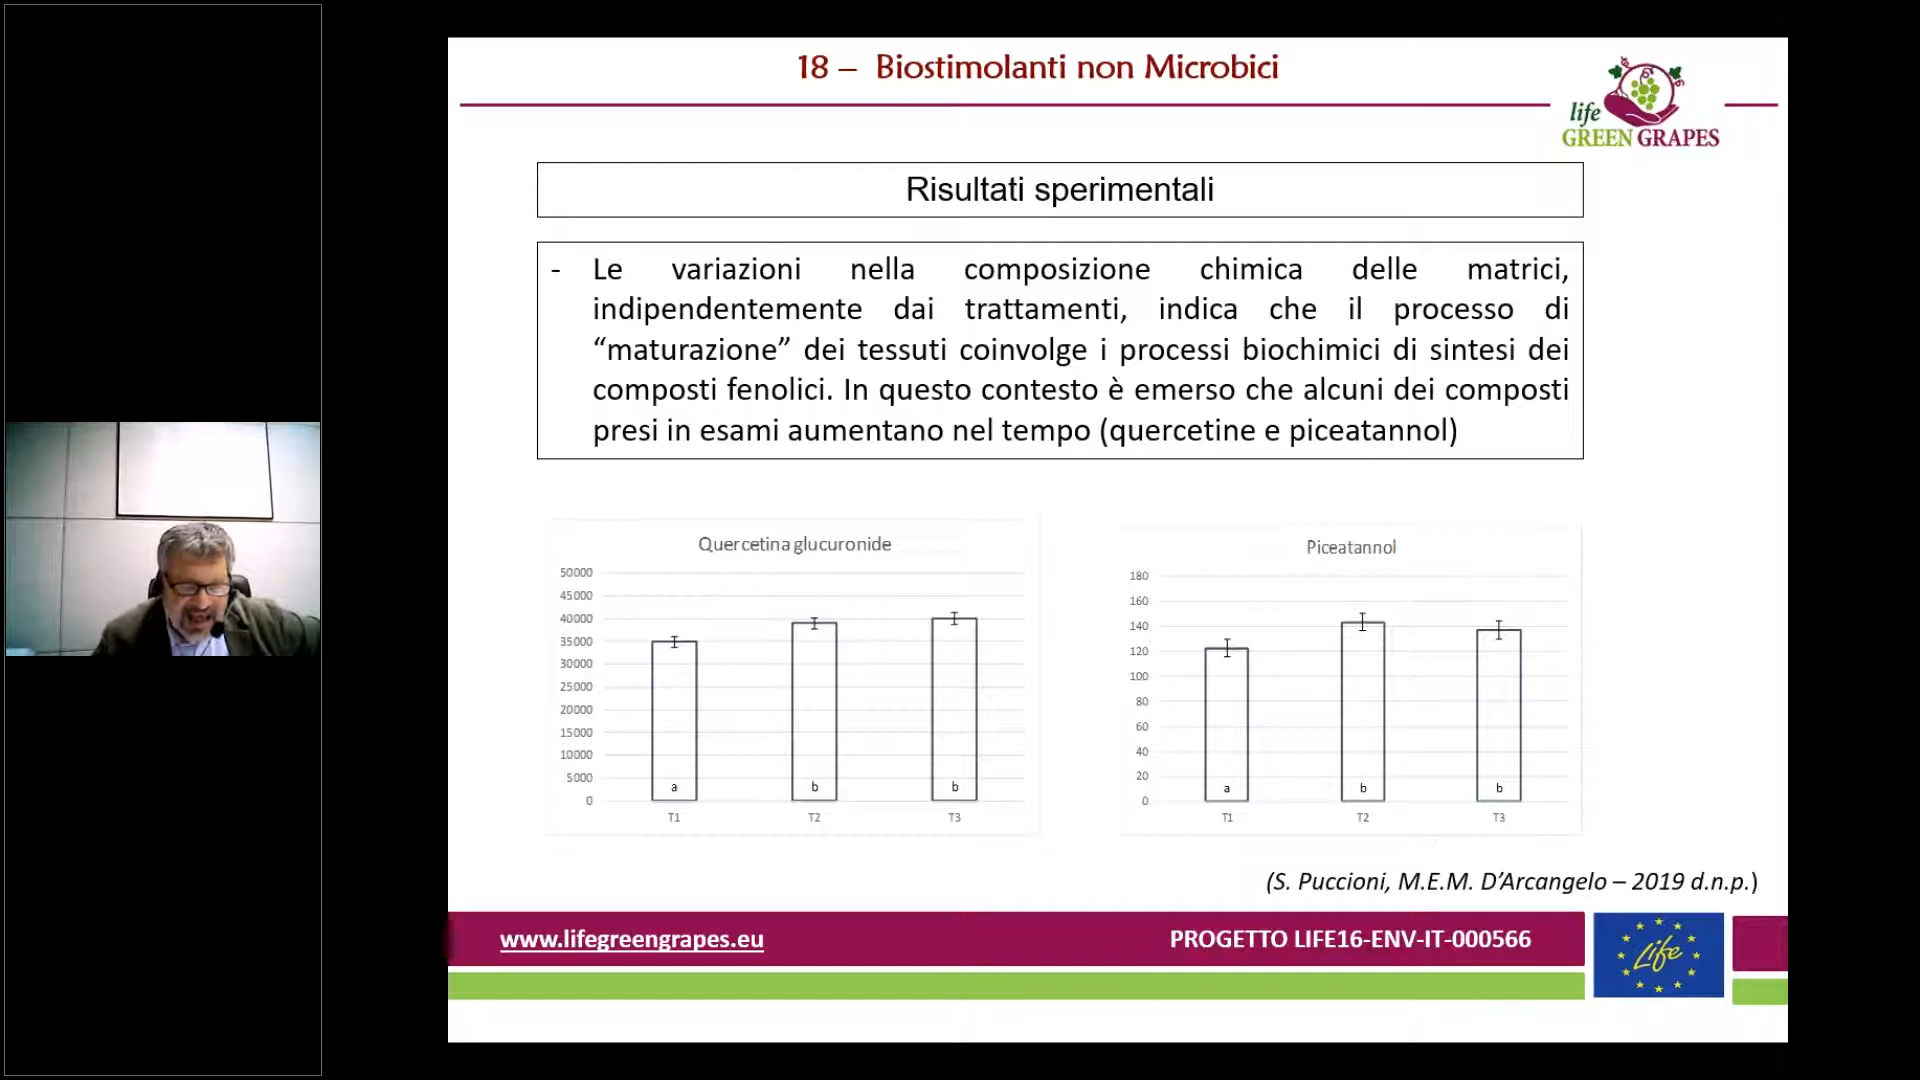 18 – Biostimolanti non Microbici
life
GREEN GRAPES
Risultati sperimentali
- Le variazioni nella composizione chimica delle matrici,
indipendentemente dai trattamenti, indica che il processo di
“maturazione” dei tessuti coinvolge i processi biochimici di sintesi dei
composti fenolici. In questo contesto è emerso che alcuni dei composti
presi in esami aumentano nel tempo (quercetine e piceatannol)
Quercetina glucuronide
50000
45000
40000
35000
30000
25000
20000
15000
10000
5000
0
a b b
T1 T2 T3
Piceatannol
180
160
140
120
100
80
60
40
20
0
a b b
T1 T2 T3
(S. Puccioni, M.E.M. D’Arcangelo – 2019 d.n.p.)
www.lifegreengrapes.eu
PROGETTO LIFE16-ENV-IT-000566
Life